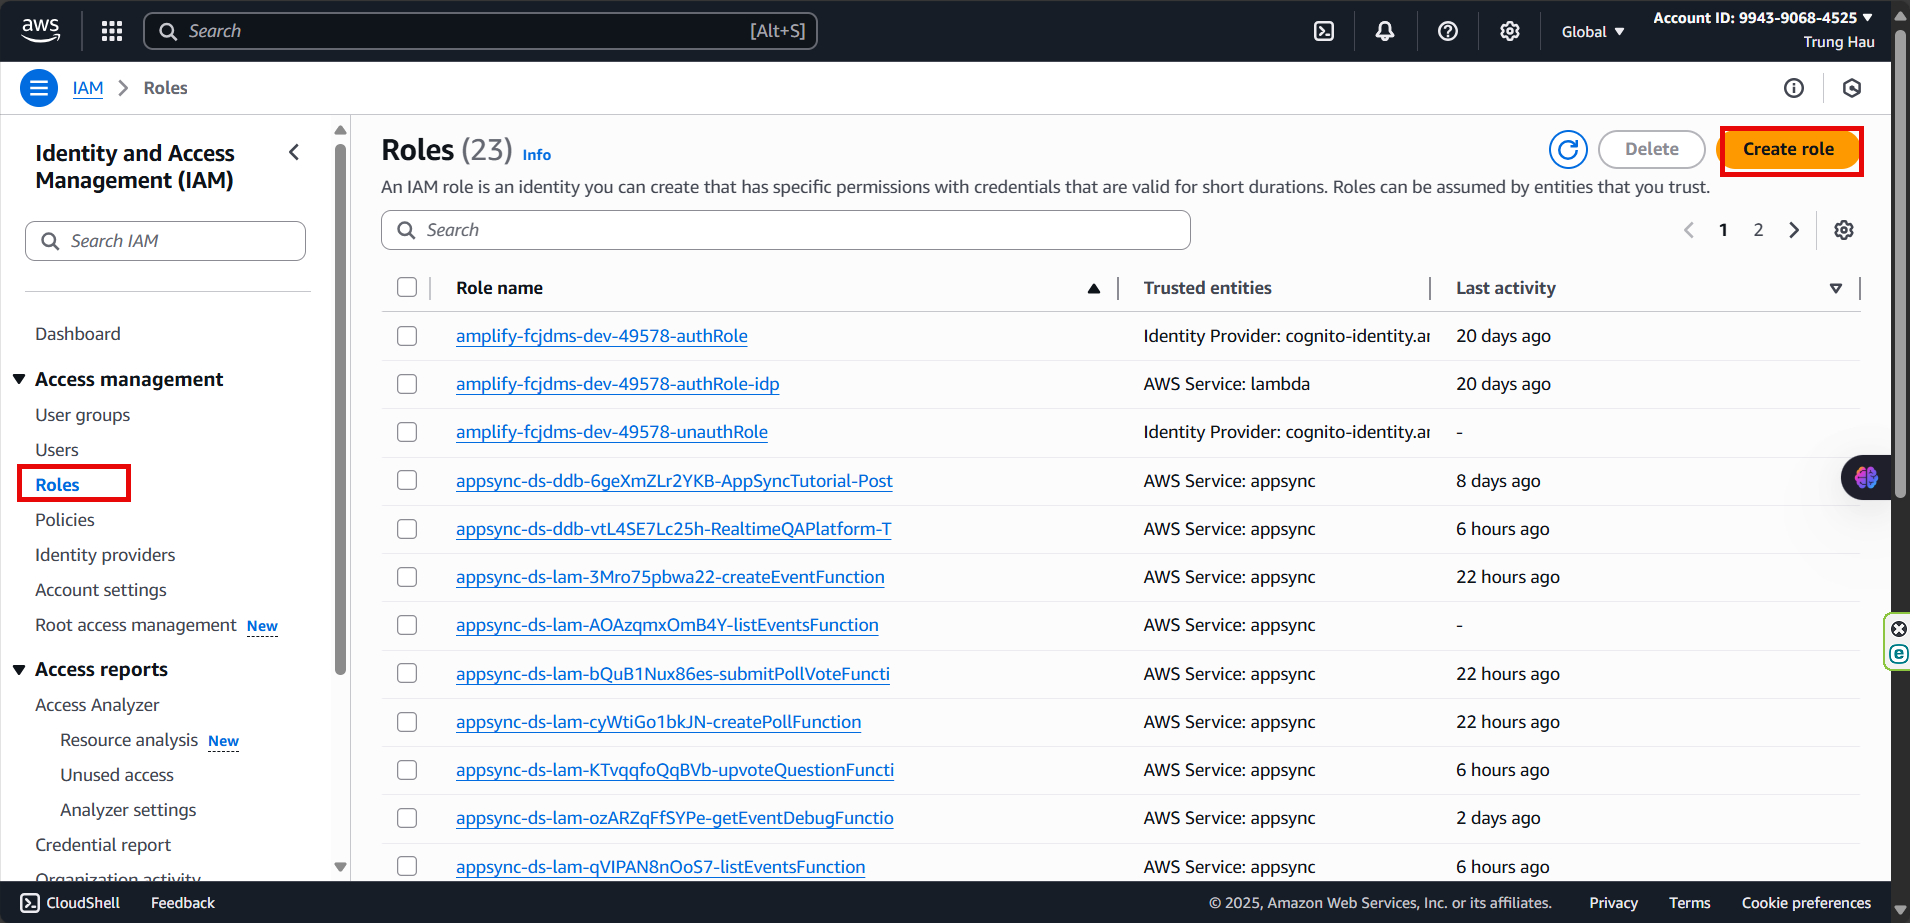 aws
Search
[Alt+S]
Global
Account ID: 9943-9068-4525
Trung Hau
IAM
Roles
Identity and Access
Management (IAM)
Search IAM
Dashboard
Access management
User groups
Users
Roles
Policies
Identity providers
Account settings
Root access management New
Access reports
Access Analyzer
Resource analysis New
Unused access
Analyzer settings
Credential report
Organization activity
Roles (23) Info
Delete
Create role
An IAM role is an identity you can create that has specific permissions with credentials that are valid for short durations. Roles can be assumed by entities that you trust.
Search
1 2
Role name Trusted entities Last activity
amplify-fcjdms-dev-49578-authRole Identity Provider: cognito-identity.ar 20 days ago
amplify-fcjdms-dev-49578-authRole-idp AWS Service: lambda 20 days ago
amplify-fcjdms-dev-49578-unauthRole Identity Provider: cognito-identity.ar -
appsync-ds-ddb-6geXmZLr2YKB-AppSyncTutorial-Post AWS Service: appsync 8 days ago
appsync-ds-ddb-vtL4SE7Lc25h-RealtimeQAPlatform-T AWS Service: appsync 6 hours ago
appsync-ds-lam-3Mro75pbwa22-createEventFunction AWS Service: appsync 22 hours ago
appsync-ds-lam-AOAzqmxOmB4Y-listEventsFunction AWS Service: appsync -
appsync-ds-lam-bQuB1Nux86es-submitPollVoteFuncti AWS Service: appsync 22 hours ago
appsync-ds-lam-cyWtiGo1bkJN-createPollFunction AWS Service: appsync 22 hours ago
appsync-ds-lam-KTvqqfoQqBVb-upvoteQuestionFuncti AWS Service: appsync 6 hours ago
appsync-ds-lam-ozARZqFfSYPe-getEventDebugFunctio AWS Service: appsync 2 days ago
appsync-ds-lam-qVIPAN8nOoS7-listEventsFunction AWS Service: appsync 6 hours ago
CloudShell Feedback © 2025, Amazon Web Services, Inc. or its affiliates. Privacy Terms Cookie preferences